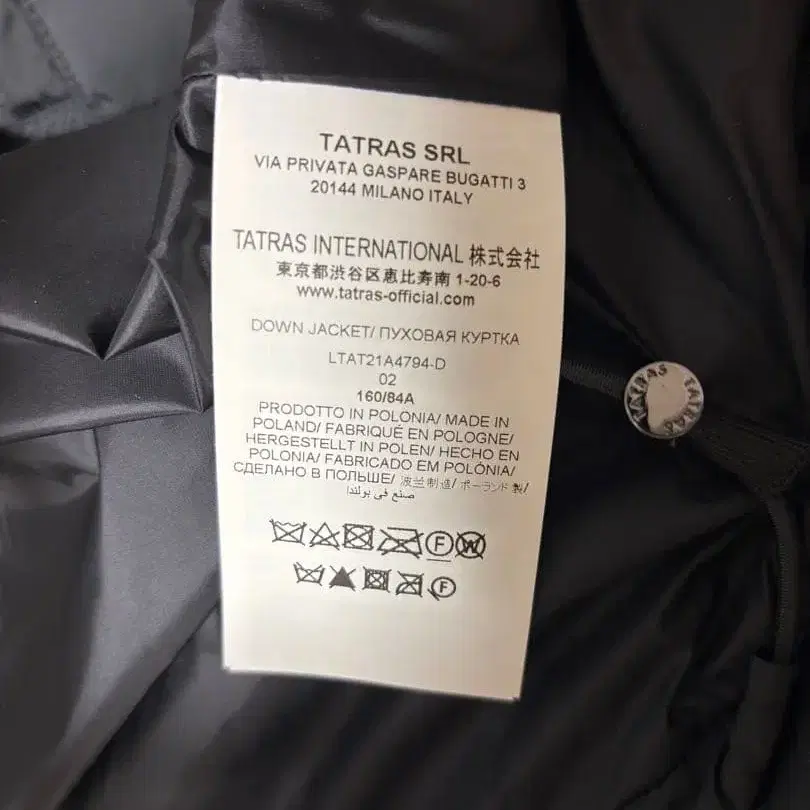 TATRAS SRL
VIA PRIVATA GASPARE BUGATTI 3
20144 MILANO ITALY
TATRAS INTERNATIONAL 株式会社
東京都渋谷区恵比寿南 1-20-6
www.tatras-official.com
DOWN JACKET/ ПУХОВАЯ КУРТКА
LTAT21A4794-D
02
160/84A
PRODOTTO IN POLONIA/ MADE IN
POLAND/ FABRIQUÉ EN POLOGNE/
HERGESTELLT IN POLEN/ HECHO EN
POLONIA/ FABRICADO EM POLÓNIA/
СДЕЛАНО В ПОЛЬШЕ/ 波兰制造/ ポーランド製/
صنع في بولندا
F W
F
TATRAS TATRAS